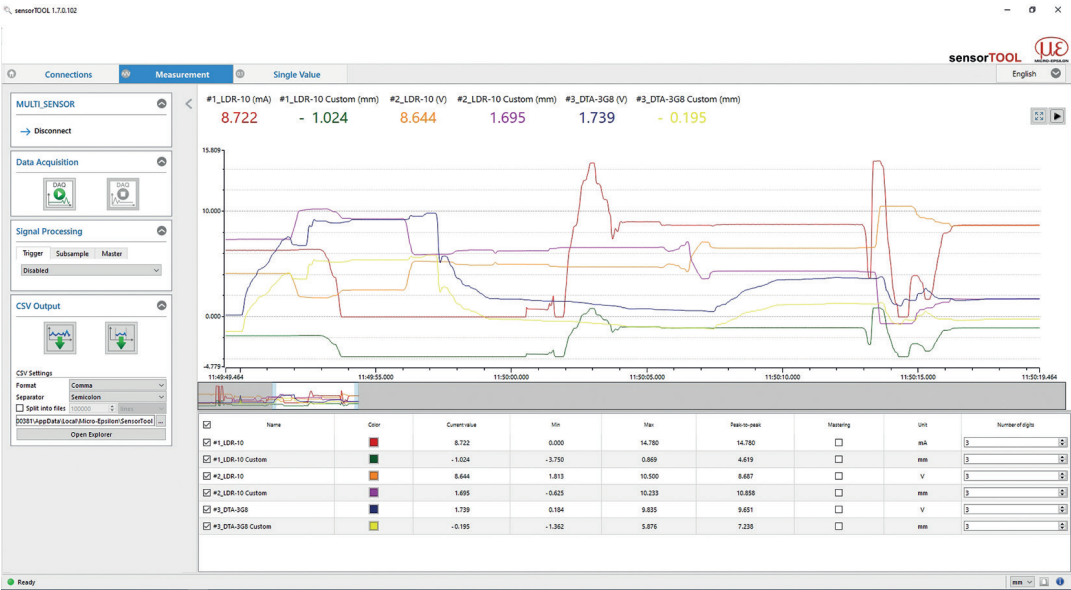 sensorTOOL 1.7.0.102
sensorTOOL
MICRO-EPSILON
Connections Measurement Single Value English
MULTI_SENSOR
Disconnect
Data Acquisition
DAQ DAQ
Signal Processing
Trigger Subsample Master
Disabled
CSV Output
CSV Settings
Format Comma
Separator Semicolon
Split into files 100000
00381\AppData\Local\Micro-Epsilon\SensorTool ...
Open Explorer
#1_LDR-10 (mA) #1_LDR-10 Custom (mm) #2_LDR-10 (V) #2_LDR-10 Custom (mm) #3_DTA-3G8 (V) #3_DTA-3G8 Custom (mm)
8.722 - 1.024 8.644 1.695 1.739 - 0.195
15.809
10.000
0.000
-4.779
11:49:49.464 11:49:55.000 11:50:00.000 11:50:05.000 11:50:10.000 11:50:15.000 11:50:19.464
Name Color Current value Min Max Peak-to-peak Mastering Unit Number of digits
#1_LDR-10 8.722 0.000 14.780 14.780 mA 3
#1_LDR-10 Custom -1.024 -3.750 0.869 4.619 mm 3
#2_LDR-10 8.644 1.813 10.500 8.687 V 3
#2_LDR-10 Custom 1.695 -0.625 10.233 10.858 mm 3
#3_DTA-3G8 1.739 0.184 9.835 9.651 V 3
#3_DTA-3G8 Custom -0.195 -1.362 5.876 7.238 mm 3
Ready mm